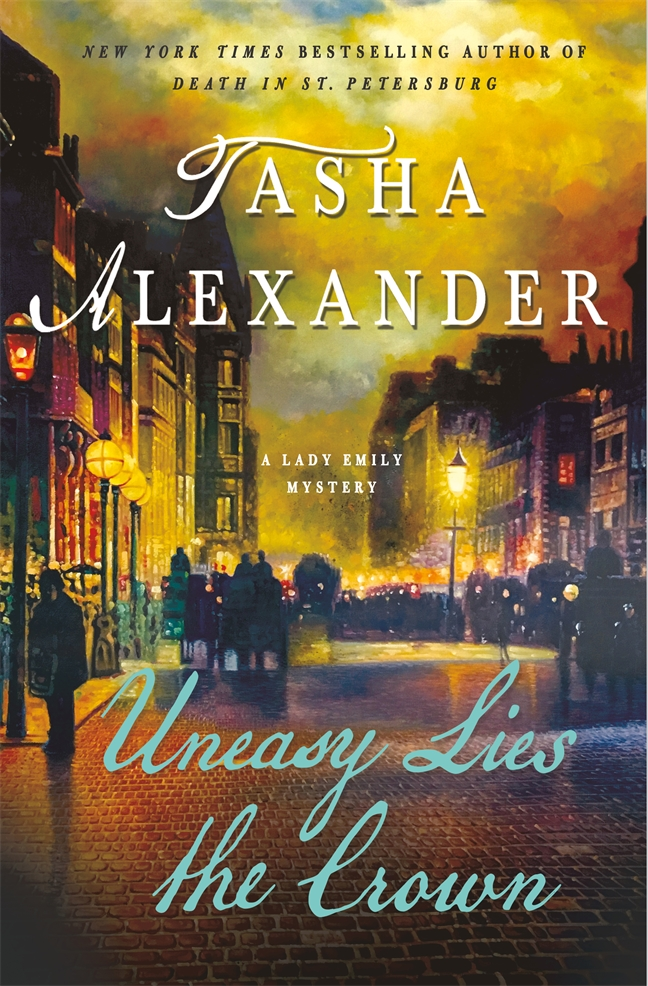 NEW YORK TIMES BESTSELLING AUTHOR OF
DEATH IN ST. PETERSBURG
TASHA
ALEXANDER
A LADY EMILY
MYSTERY
Uneasy Lies
the Crown